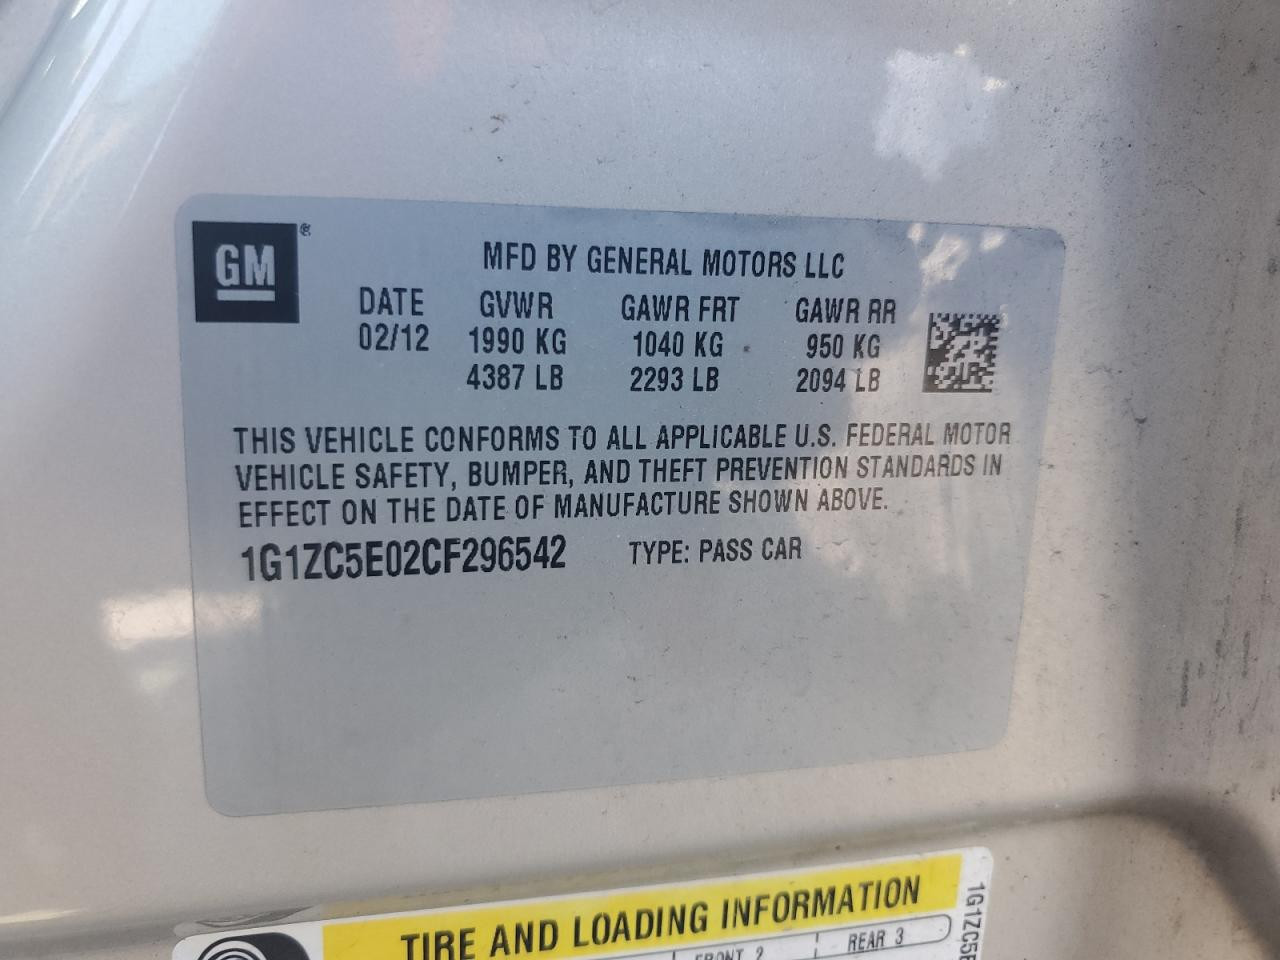 GM®
MFD BY GENERAL MOTORS LLC
DATE GVWR GAWR FRT GAWR RR
02/12 1990 KG 1040 KG 950 KG
4387 LB 2293 LB 2094 LB
THIS VEHICLE CONFORMS TO ALL APPLICABLE U.S. FEDERAL MOTOR
VEHICLE SAFETY, BUMPER, AND THEFT PREVENTION STANDARDS IN
EFFECT ON THE DATE OF MANUFACTURE SHOWN ABOVE.
1G1ZC5E02CF296542 TYPE: PASS CAR
TIRE AND LOADING INFORMATION
FRONT 2 REAR 3
1G1ZC5E